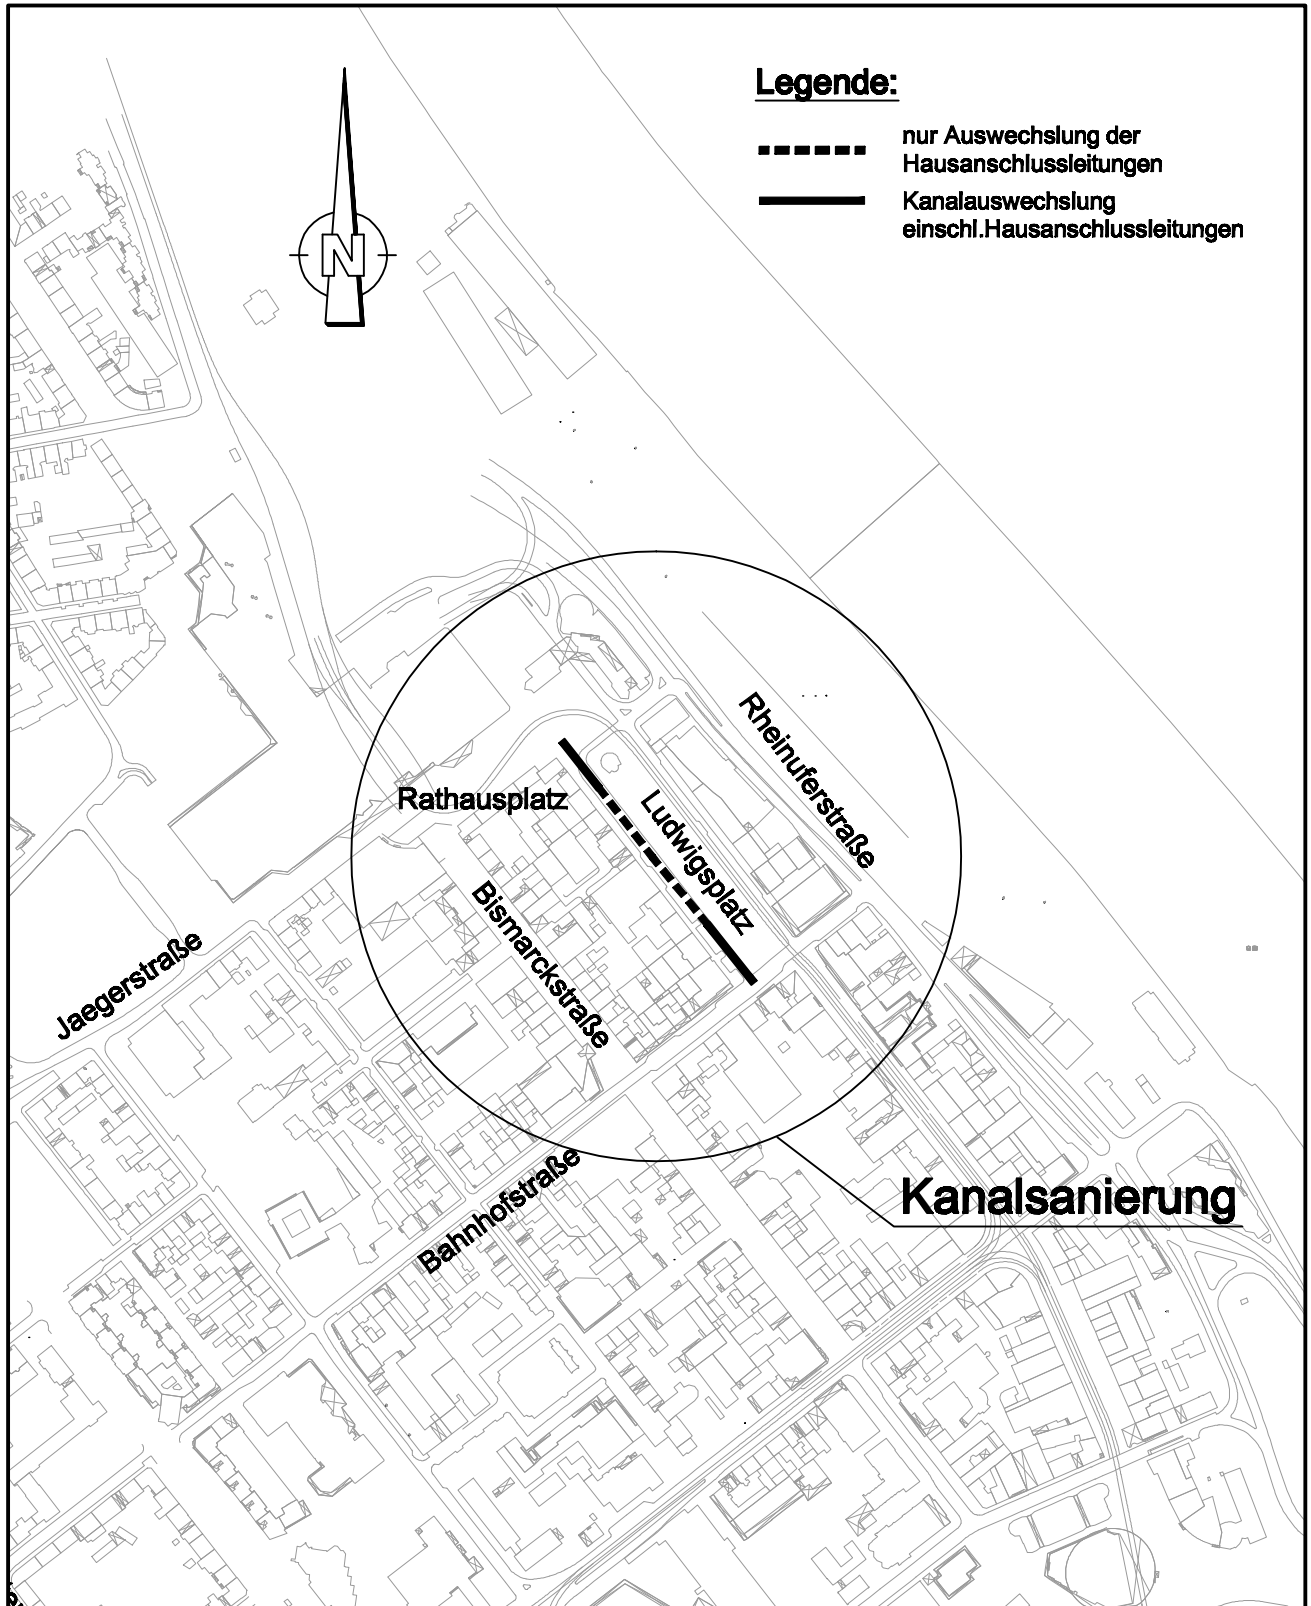 Legende:
nur Auswechslung der
Hausanschlussleitungen
Kanalauswechslung
einschl.Hausanschlussleitungen
N
Rheinuferstraße
Rathausplatz
Ludwigsplatz
Bismarckstraße
Jaegerstraße
Bahnhofstraße
Kanalsanierung